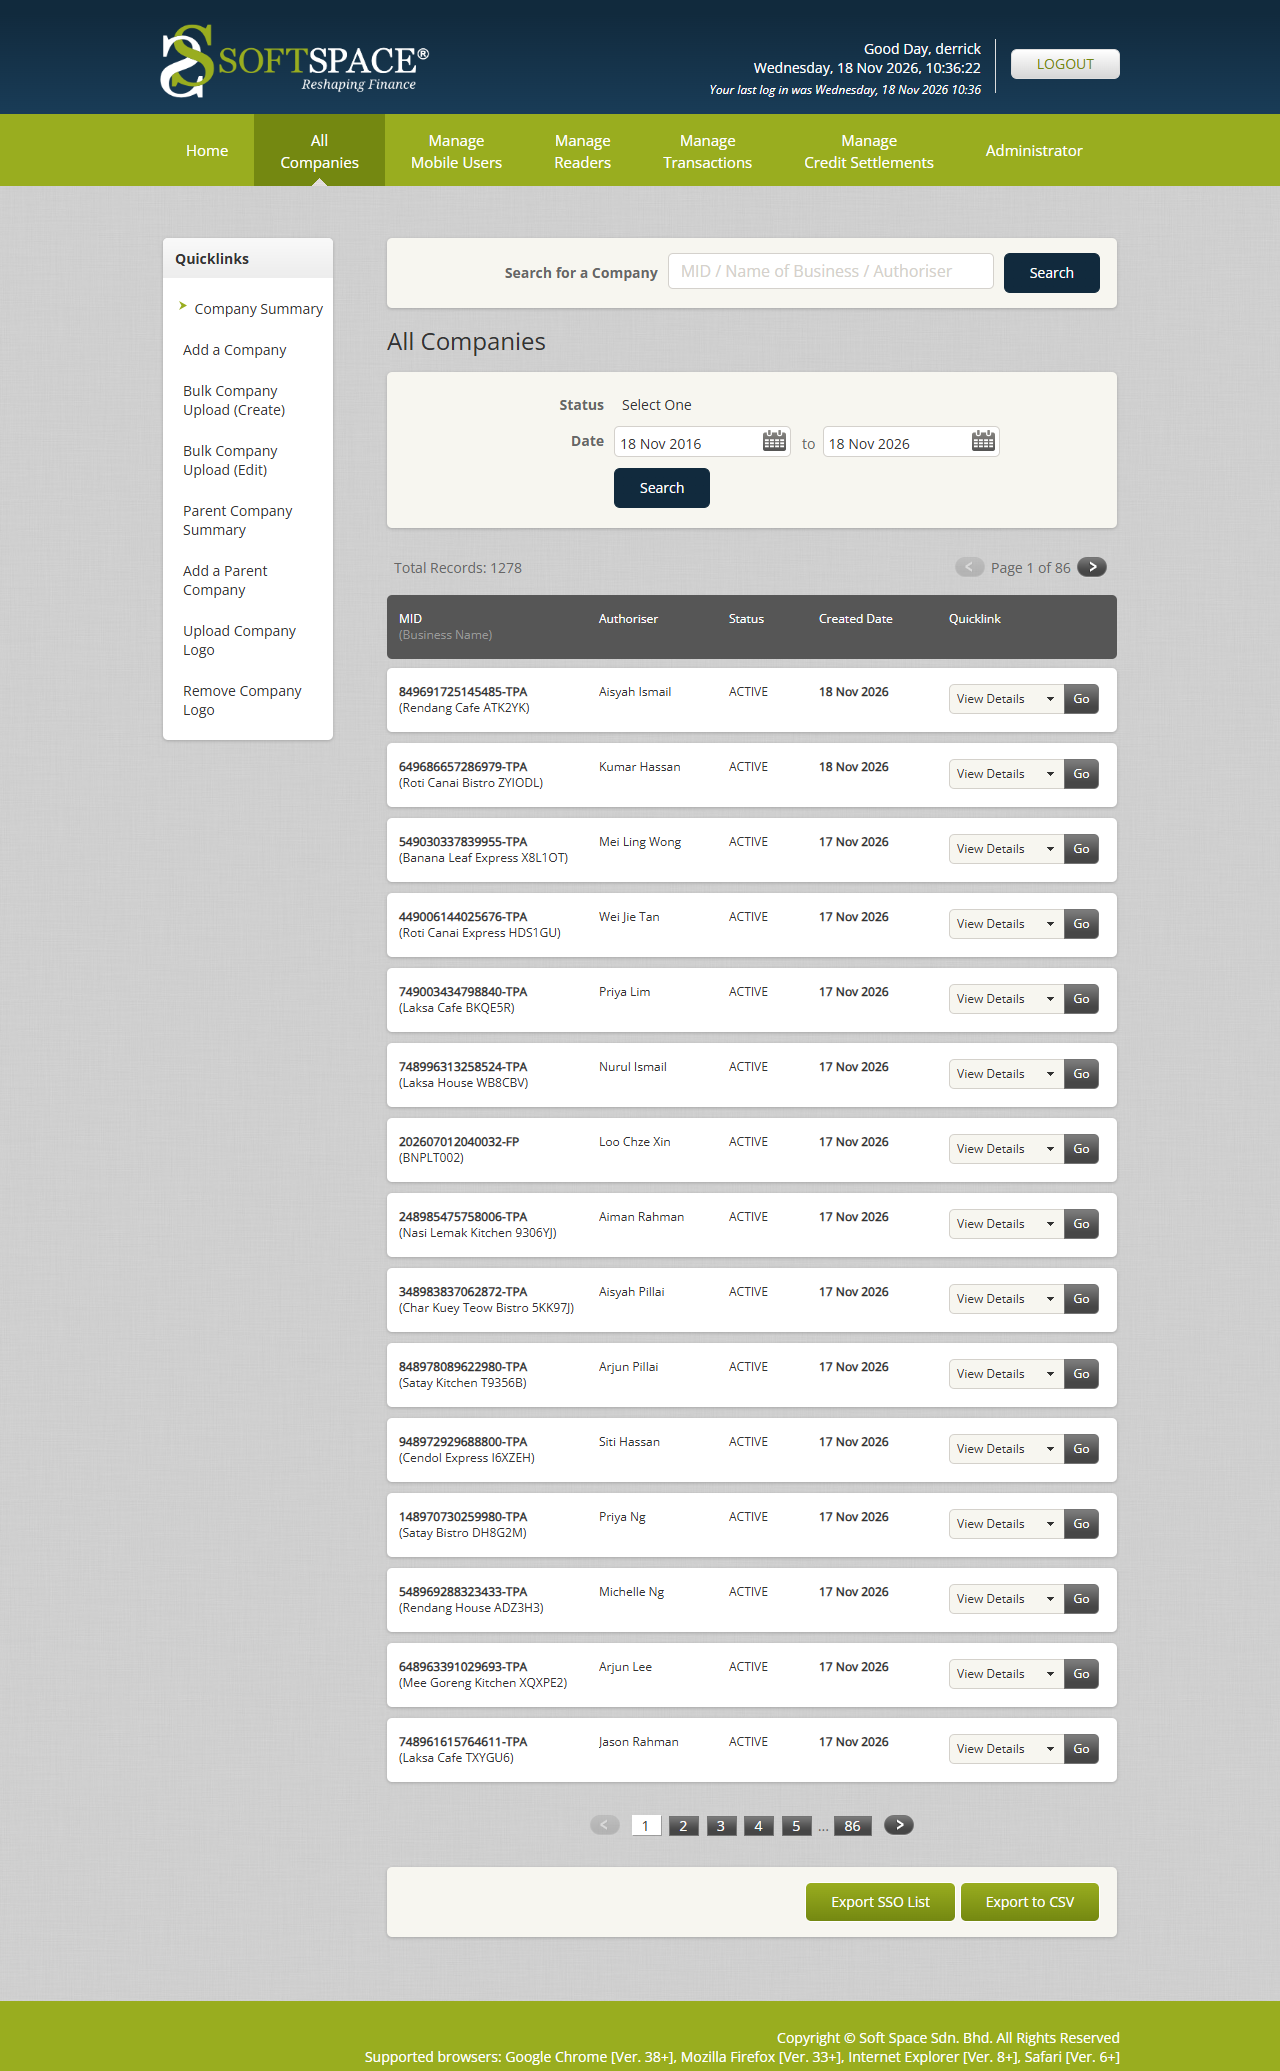 SOFTSPACE®
Reshaping Finance
Good Day, derrick
Wednesday, 18 Nov 2026, 10:36:22
Your last log in was Wednesday, 18 Nov 2026 10:36
LOGOUT
Home
All
Companies
Manage
Mobile Users
Manage
Readers
Manage
Transactions
Manage
Credit Settlements
Administrator
Quicklinks
Company Summary
Add a Company
Bulk Company
Upload (Create)
Bulk Company
Upload (Edit)
Parent Company
Summary
Add a Parent
Company
Upload Company
Logo
Remove Company
Logo
Search for a Company MID / Name of Business / Authoriser Search
All Companies
Status Select One
Date 18 Nov 2016 to 18 Nov 2026
Search
Total Records: 1278 < Page 1 of 86 >
MID Authoriser Status Created Date Quicklink
(Business Name)
849691725145485-TPA Aisyah Ismail ACTIVE 18 Nov 2026 View Details Go
(Rendang Cafe ATK2YK)
649686657286979-TPA Kumar Hassan ACTIVE 18 Nov 2026 View Details Go
(Roti Canai Bistro ZYIODL)
549030337839955-TPA Mei Ling Wong ACTIVE 17 Nov 2026 View Details Go
(Banana Leaf Express X8L1OT)
449006144025676-TPA Wei Jie Tan ACTIVE 17 Nov 2026 View Details Go
(Roti Canai Express HDS1GU)
749003434798840-TPA Priya Lim ACTIVE 17 Nov 2026 View Details Go
(Laksa Cafe BKQE5R)
748996313258524-TPA Nurul Ismail ACTIVE 17 Nov 2026 View Details Go
(Laksa House WB8CBV)
202607012040032-FP Loo Chze Xin ACTIVE 17 Nov 2026 View Details Go
(BNPLT002)
248985475758006-TPA Aiman Rahman ACTIVE 17 Nov 2026 View Details Go
(Nasi Lemak Kitchen 9306YJ)
348983837062872-TPA Aisyah Pillai ACTIVE 17 Nov 2026 View Details Go
(Char Kuey Teow Bistro 5KK97J)
848978089622980-TPA Arjun Pillai ACTIVE 17 Nov 2026 View Details Go
(Satay Kitchen T9356B)
948972929688800-TPA Siti Hassan ACTIVE 17 Nov 2026 View Details Go
(Cendol Express I6XZEH)
148970730259980-TPA Priya Ng ACTIVE 17 Nov 2026 View Details Go
(Satay Bistro DH8G2M)
548969288323433-TPA Michelle Ng ACTIVE 17 Nov 2026 View Details Go
(Rendang House ADZ3H3)
648963391029693-TPA Arjun Lee ACTIVE 17 Nov 2026 View Details Go
(Mee Goreng Kitchen XQXPE2)
748961615764611-TPA Jason Rahman ACTIVE 17 Nov 2026 View Details Go
(Laksa Cafe TXYGU6)
< 1 2 3 4 5 ... 86 >
Export SSO List Export to CSV
Copyright © Soft Space Sdn. Bhd. All Rights Reserved
Supported browsers: Google Chrome [Ver. 38+], Mozilla Firefox [Ver. 33+], Internet Explorer [Ver. 8+], Safari [Ver. 6+]